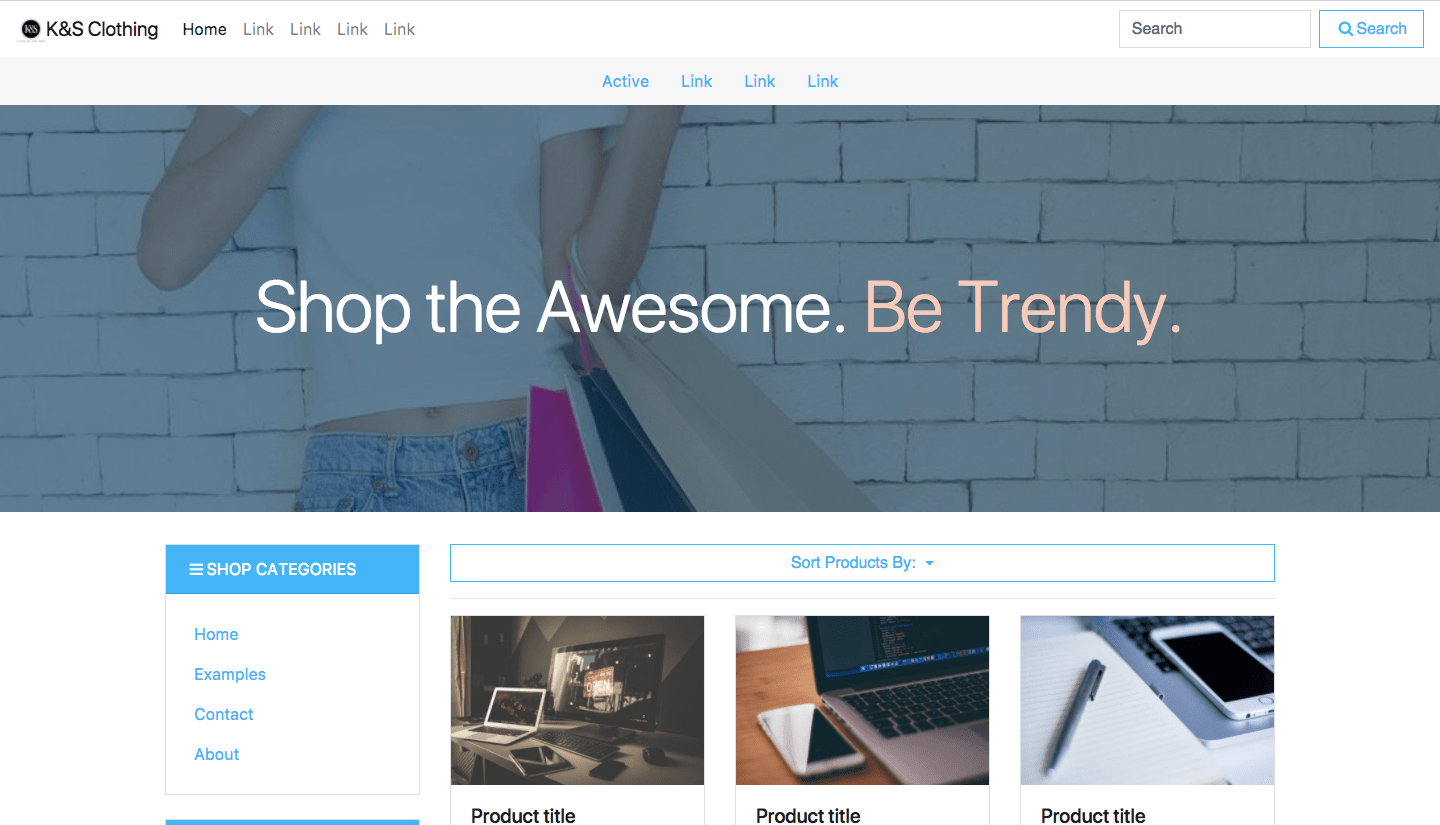 K&S K&S Clothing Home Link Link Link Link Search Search
Active Link Link Link
Shop the Awesome. Be Trendy.
SHOP CATEGORIES
Home
Examples
Contact
About
Sort Products By:
OPEN
Product title Product title Product title